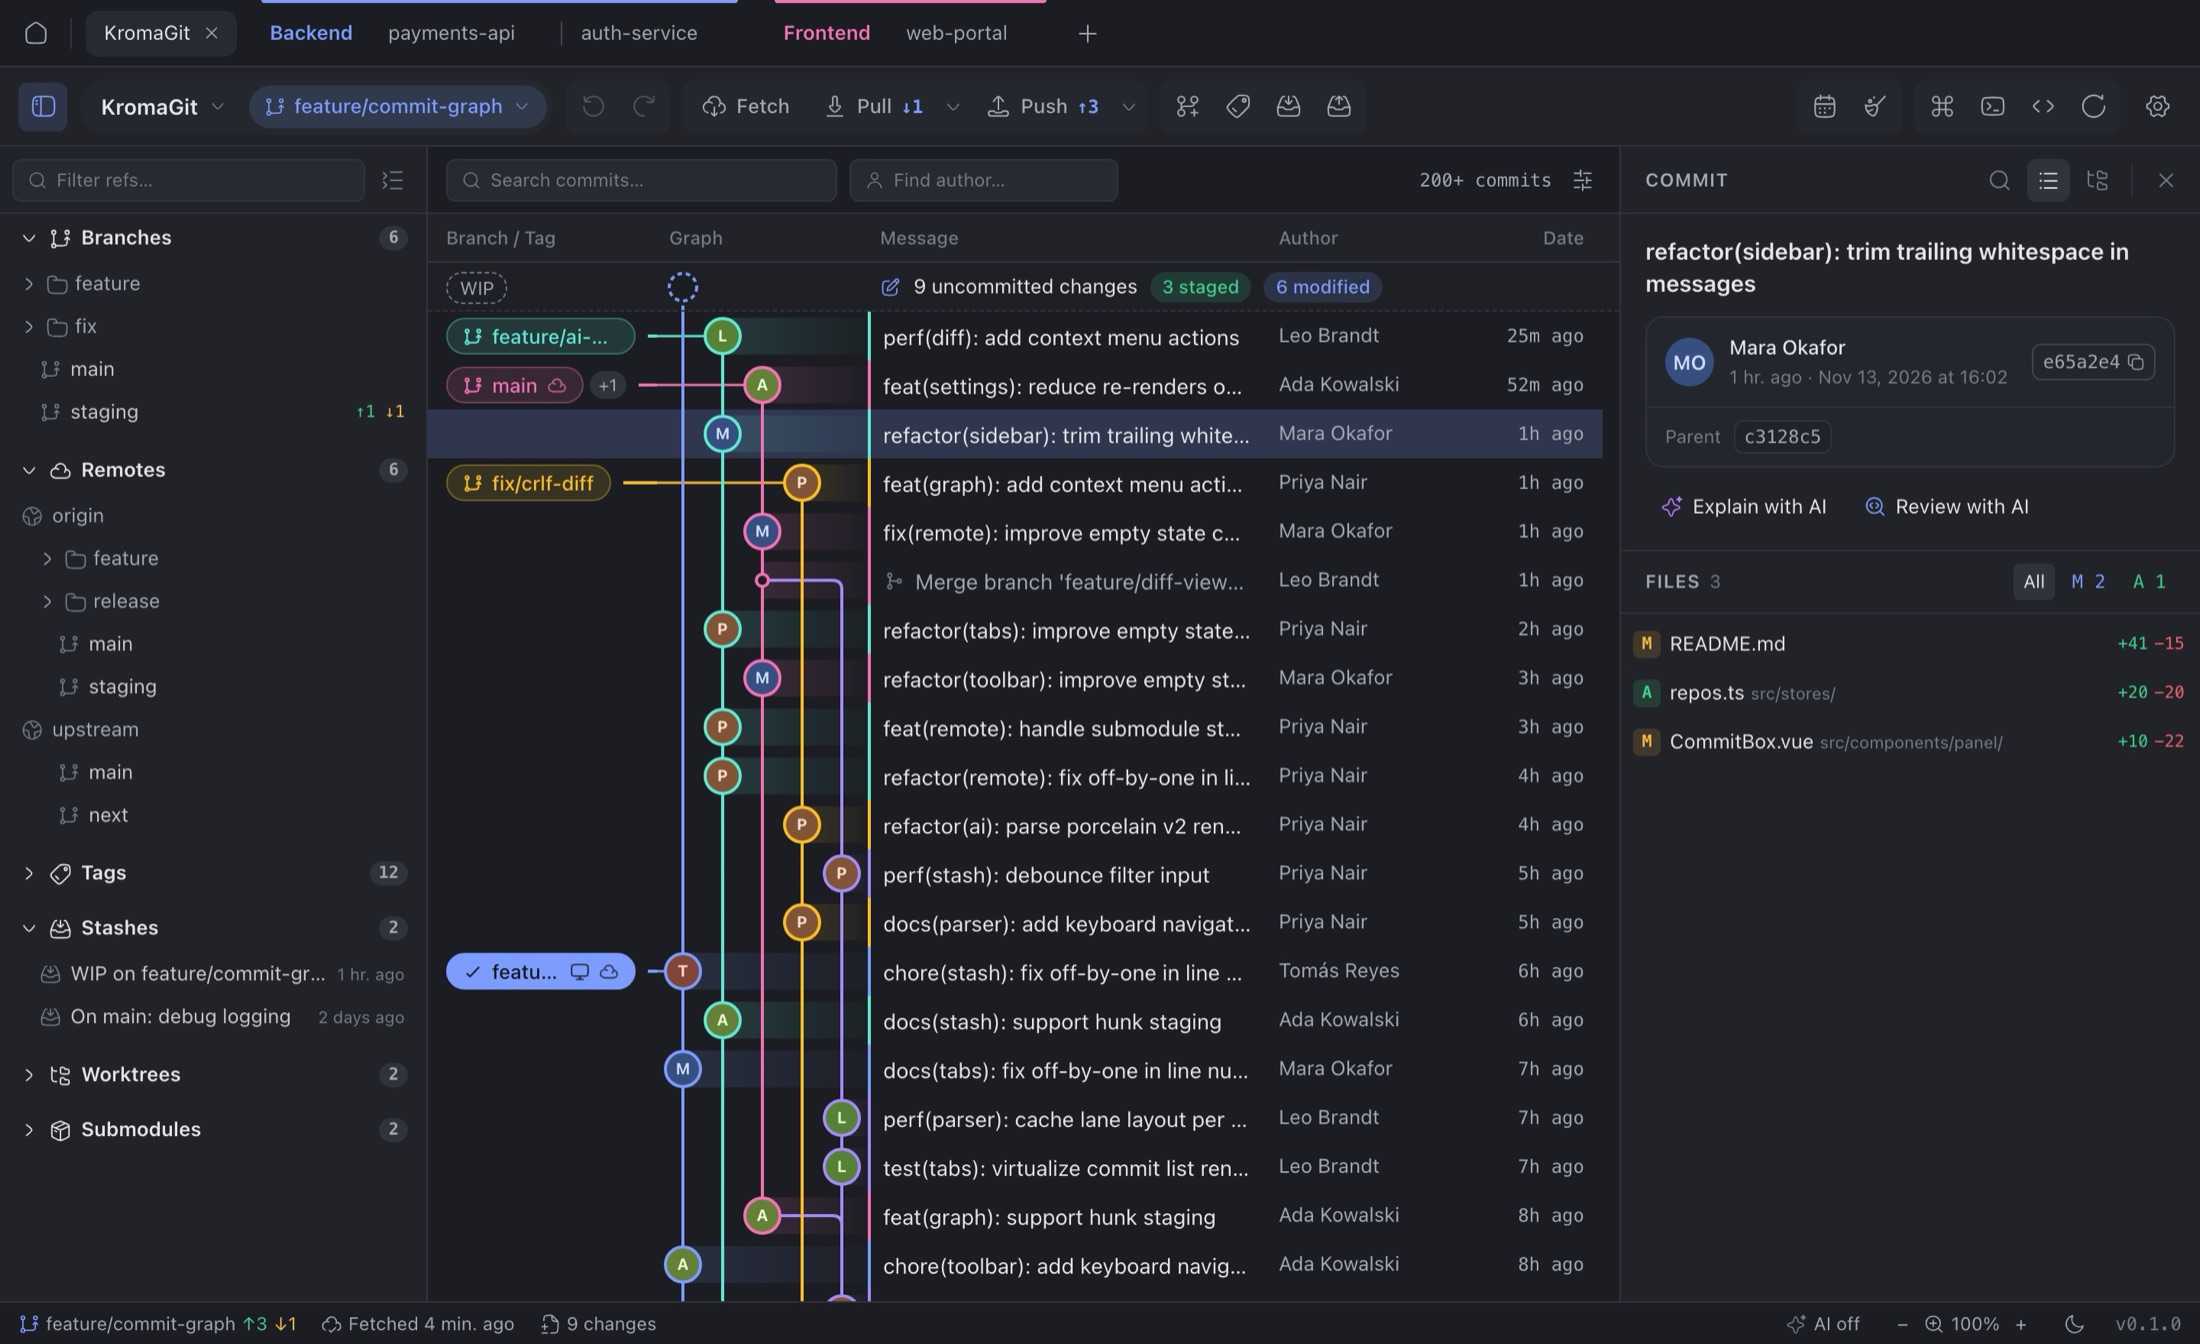 KromaGit
Backend payments-api auth-service Frontend web-portal
KromaGit feature/commit-graph Fetch Pull ↓1 Push ↑3
Filter refs...
Search commits...
Find author...
200+ commits
COMMIT
Branches 6
feature
fix
main
staging ↑1 ↓1
Remotes 6
origin
feature
release
main
staging
upstream
main
next
Tags 12
Stashes 2
WIP on feature/commit-gr... 1 hr. ago
On main: debug logging 2 days ago
Worktrees 2
Submodules 2
Branch / Tag Graph Message Author Date
WIP 9 uncommitted changes 3 staged 6 modified
feature/ai-... L perf(diff): add context menu actions Leo Brandt 25m ago
main +1 A feat(settings): reduce re-renders o... Ada Kowalski 52m ago
M refactor(sidebar): trim trailing white... Mara Okafor 1h ago
fix/crlf-diff P feat(graph): add context menu acti... Priya Nair 1h ago
M fix(remote): improve empty state c... Mara Okafor 1h ago
Merge branch 'feature/diff-view... Leo Brandt 1h ago
P refactor(tabs): improve empty state... Priya Nair 2h ago
M refactor(toolbar): improve empty st... Mara Okafor 3h ago
P feat(remote): handle submodule st... Priya Nair 3h ago
P refactor(remote): fix off-by-one in li... Priya Nair 4h ago
P refactor(ai): parse porcelain v2 ren... Priya Nair 4h ago
P perf(stash): debounce filter input Priya Nair 5h ago
P docs(parser): add keyboard navigat... Priya Nair 5h ago
featu... T chore(stash): fix off-by-one in line ... Tomás Reyes 6h ago
A docs(stash): support hunk staging Ada Kowalski 6h ago
M docs(tabs): fix off-by-one in line nu... Mara Okafor 7h ago
L perf(parser): cache lane layout per ... Leo Brandt 7h ago
L test(tabs): virtualize commit list ren... Leo Brandt 7h ago
A feat(graph): support hunk staging Ada Kowalski 8h ago
A chore(toolbar): add keyboard navig... Ada Kowalski 8h ago
refactor(sidebar): trim trailing whitespace in
messages
MO Mara Okafor
1 hr. ago · Nov 13, 2026 at 16:02
e65a2e4
Parent c3128c5
Explain with AI Review with AI
FILES 3 All M 2 A 1
M README.md +41 −15
A repos.ts src/stores/ +20 −20
M CommitBox.vue src/components/panel/ +10 −22
feature/commit-graph ↑3 ↓1 Fetched 4 min. ago 9 changes
AI off − 100% + v0.1.0